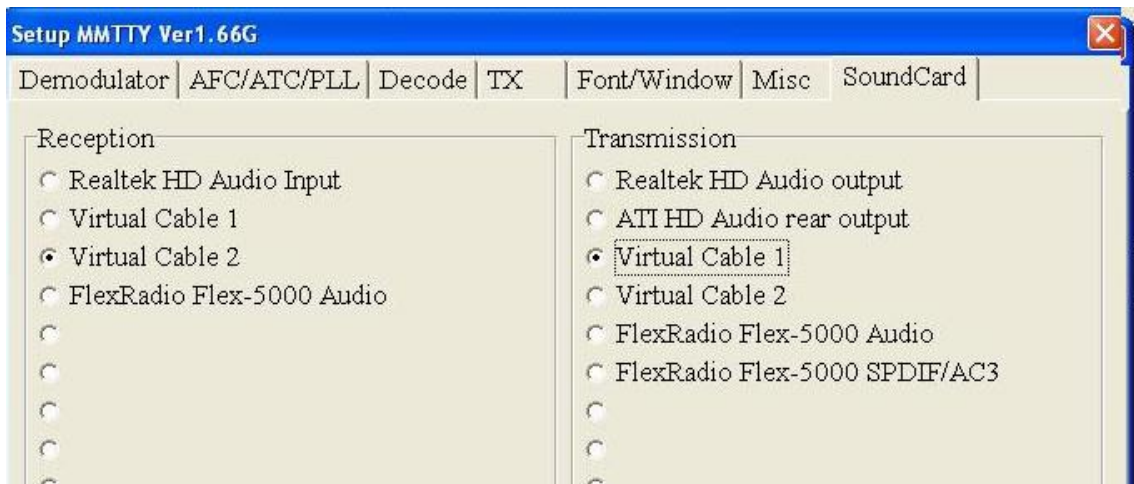 Setup MMTTY Ver1.66G
Demodulator AFC/ATC/PLL Decode TX Font/Window Misc SoundCard
Reception
Realtek HD Audio Input
Virtual Cable 1
Virtual Cable 2
FlexRadio Flex-5000 Audio
Transmission
Realtek HD Audio output
ATI HD Audio rear output
Virtual Cable 1
Virtual Cable 2
FlexRadio Flex-5000 Audio
FlexRadio Flex-5000 SPDIF/AC3